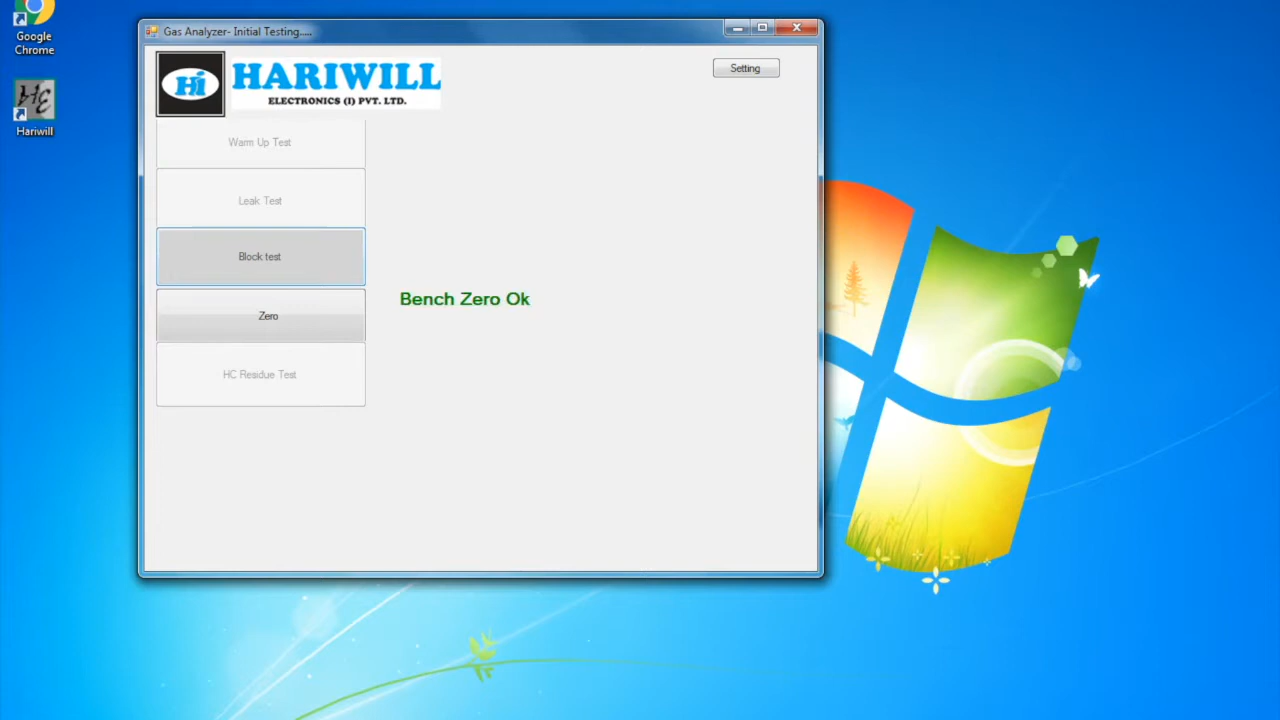 Google
Chrome
Hariwill
Gas Analyzer- Initial Testing.....
Hi
HARIWILL
ELECTRONICS (I) PVT. LTD.
Setting
Warm Up Test
Leak Test
Block test
Zero
HC Residue Test
Bench Zero Ok